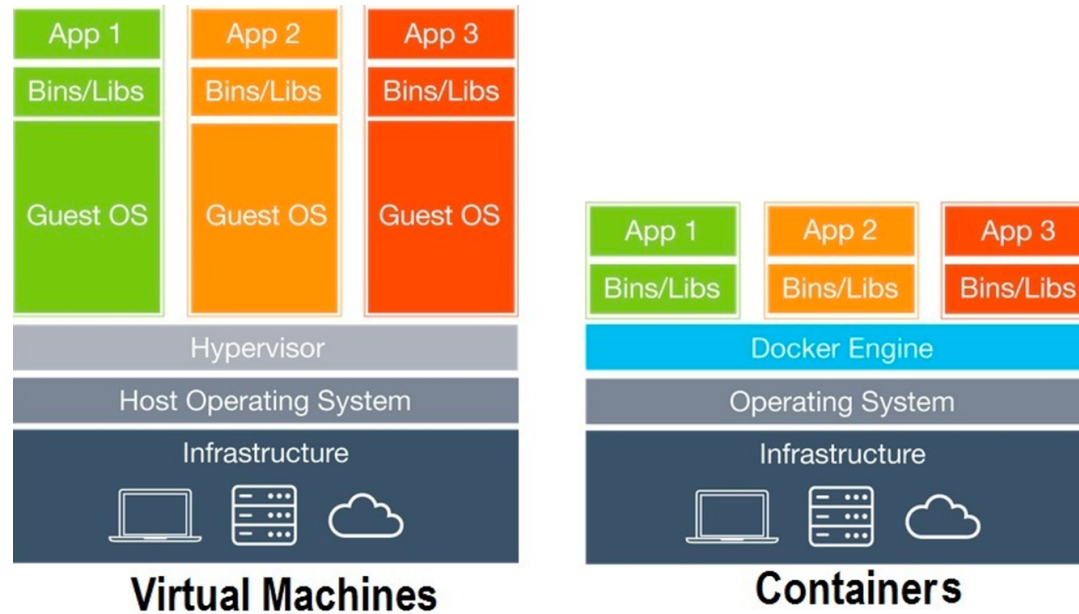 App 1
Bins/Libs
Guest OS
App 2
Bins/Libs
Guest OS
App 3
Bins/Libs
Guest OS
Hypervisor
Host Operating System
Infrastructure
Virtual Machines
App 1
Bins/Libs
App 2
Bins/Libs
App 3
Bins/Libs
Docker Engine
Operating System
Infrastructure
Containers